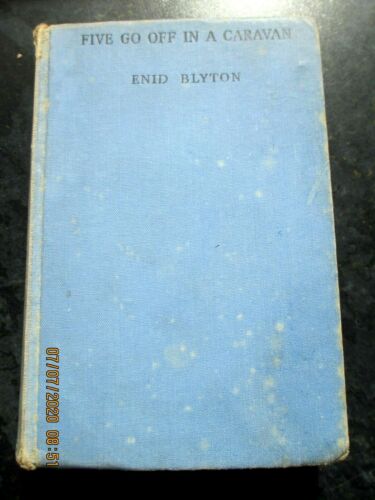 FIVE GO OFF IN A CARAVAN
ENID BLYTON
07/07/2020 08:51